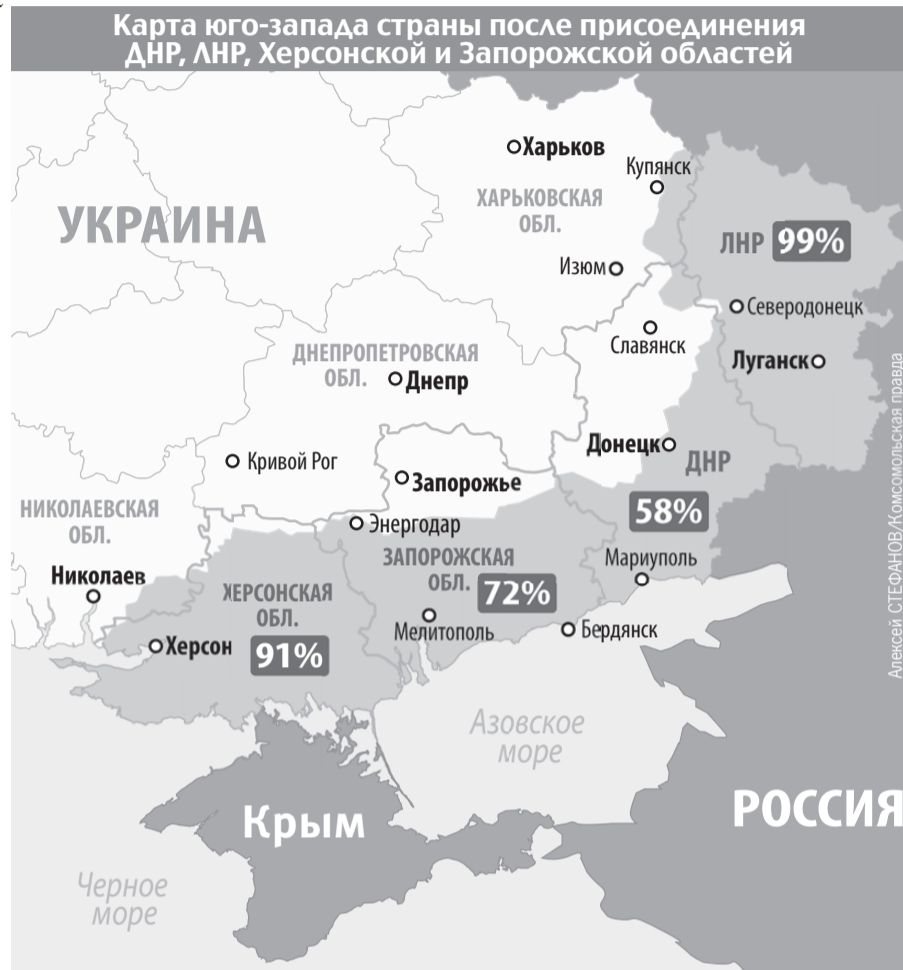 Карта юго-запада страны после присоединения
ДНР, ЛНР, Херсонской и Запорожской областей
Харьков
Купянск
ХАРЬКОВСКАЯ
ОБЛ.
УКРАИНА
ЛНР 99%
Изюм
Северодонецк
Славянск
ДНЕПРОПЕТРОВСКАЯ
ОБЛ.
Днепр
Луганск
Донецк
ДНР
58%
Кривой Рог
Запорожье
НИКОЛАЕВСКАЯ
ОБЛ.
Энергодар
ЗАПОРОЖСКАЯ
ОБЛ.
72%
Мариуполь
Николаев
ХЕРСОНСКАЯ
ОБЛ.
91%
Мелитополь
Бердянск
Херсон
Азовское
море
Крым
РОССИЯ
Черное
море
Алексей СТЕФАНОВ/Комсомольская правда